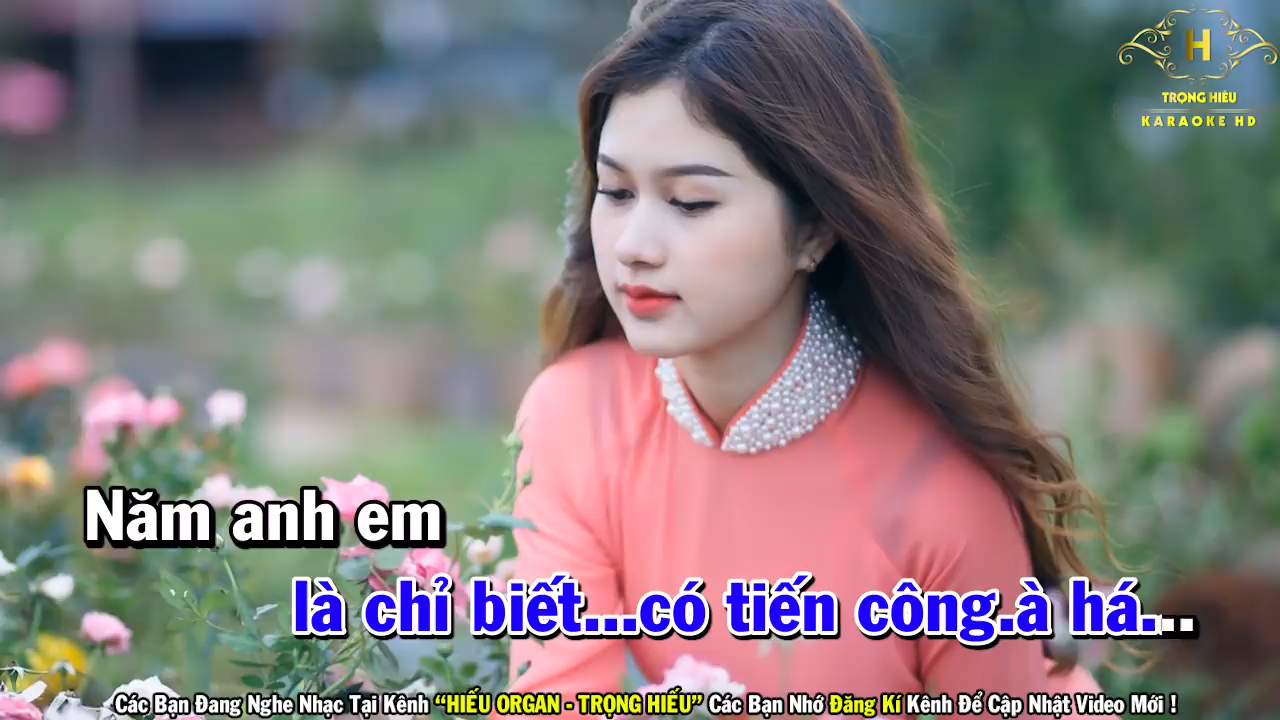 H
TRỌNG HIẾU
KARAOKE HD
Năm anh em
là chỉ biết...có tiến công.à há...
Các Bạn Đang Nghe Nhạc Tại Kênh “HIẾU ORGAN - TRỌNG HIẾU” Các Bạn Nhớ Đăng Kí Kênh Để Cập Nhật Video Mới !